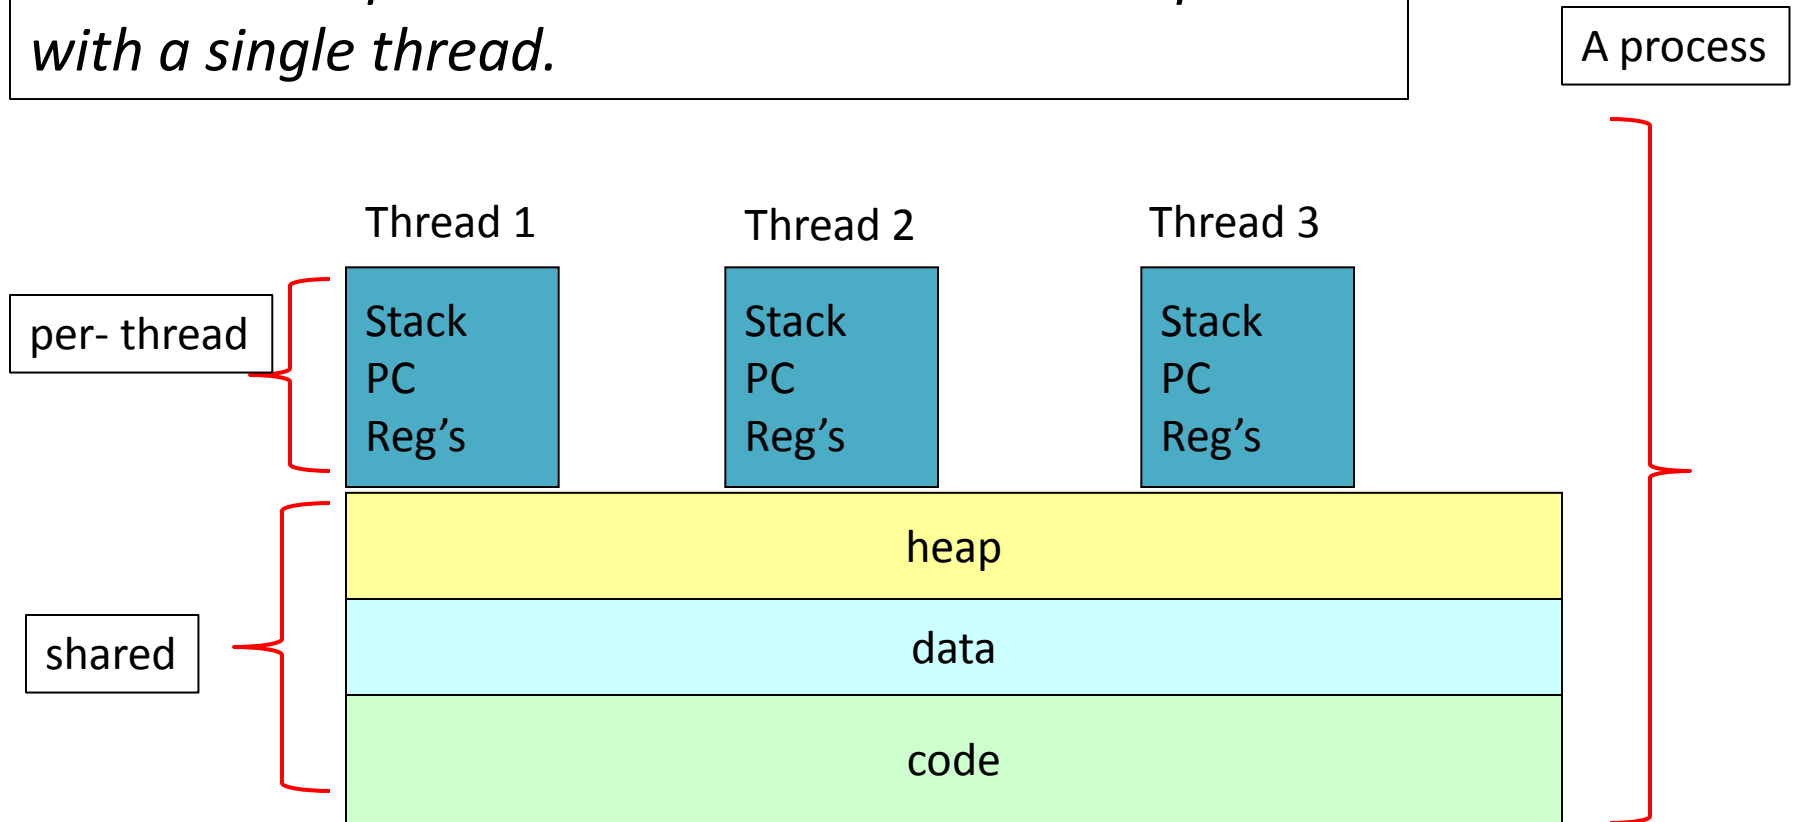 with a single thread.
A process
Thread 1
Thread 2
Thread 3
per- thread
Stack
PC
Reg’s
Stack
PC
Reg’s
Stack
PC
Reg’s
heap
shared
data
code